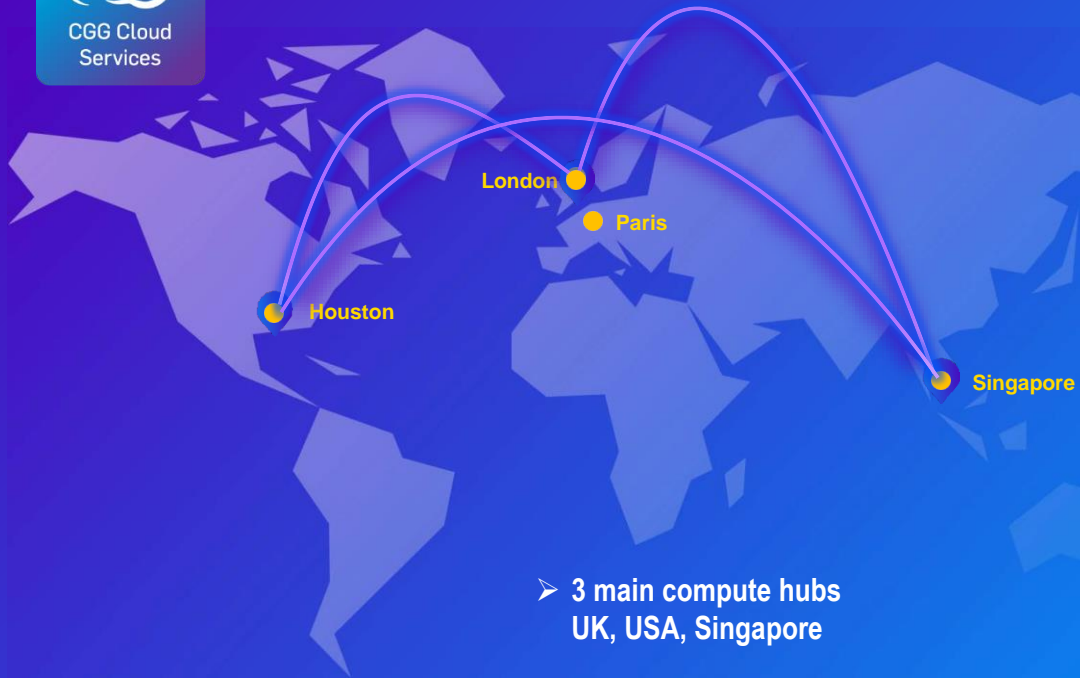 CGG Cloud
Services
London
Paris
Houston
Singapore
➢ 3 main compute hubs
UK, USA, Singapore